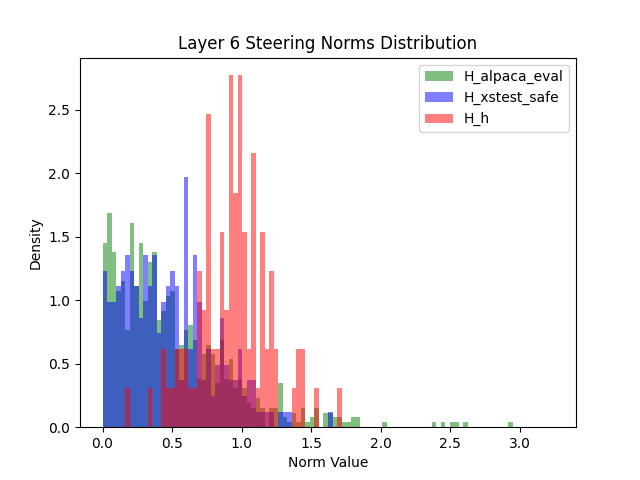 Layer 6 Steering Norms Distribution
H_alpaca_eval
H_xstest_safe
H_h
2.5
2.0
1.5
1.0
0.5
0.0
Density
0.0 0.5 1.0 1.5 2.0 2.5 3.0
Norm Value